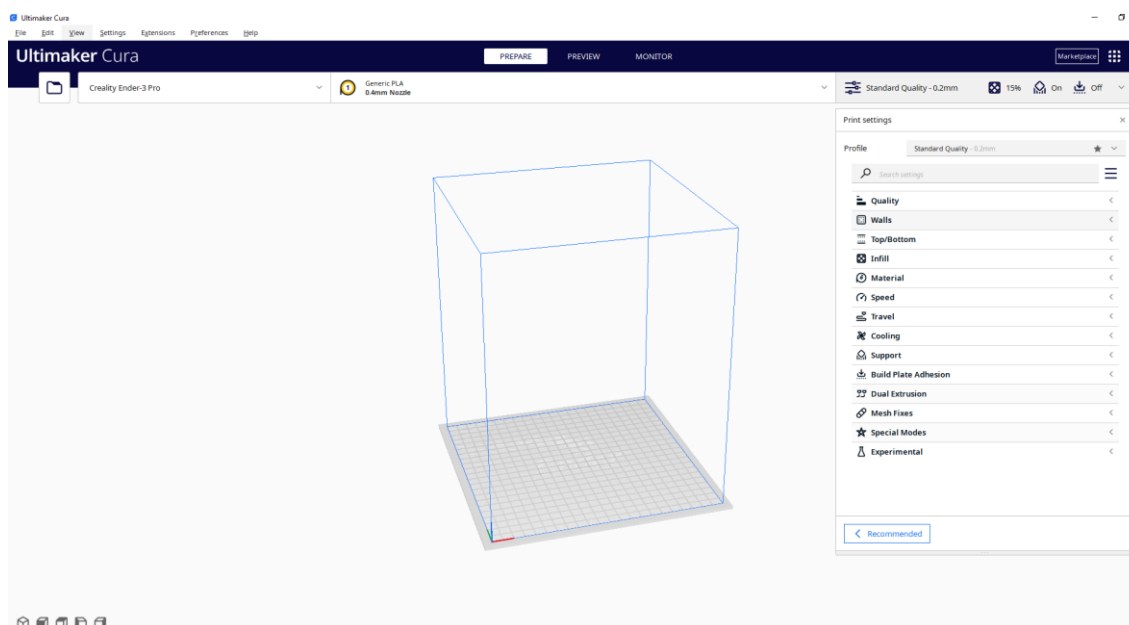 Ultimaker Cura
File Edit View Settings Extensions Preferences Help
Ultimaker Cura
PREPARE PREVIEW MONITOR
Marketplace
Creality Ender-3 Pro
1
Generic PLA
0.4mm Nozzle
Standard Quality - 0.2mm
15%
On
Off
Print settings
Profile
Standard Quality - 0.2mm
Search settings
Quality
Walls
Top/Bottom
Infill
Material
Speed
Travel
Cooling
Support
Build Plate Adhesion
Dual Extrusion
Mesh Fixes
Special Modes
Experimental
Recommended